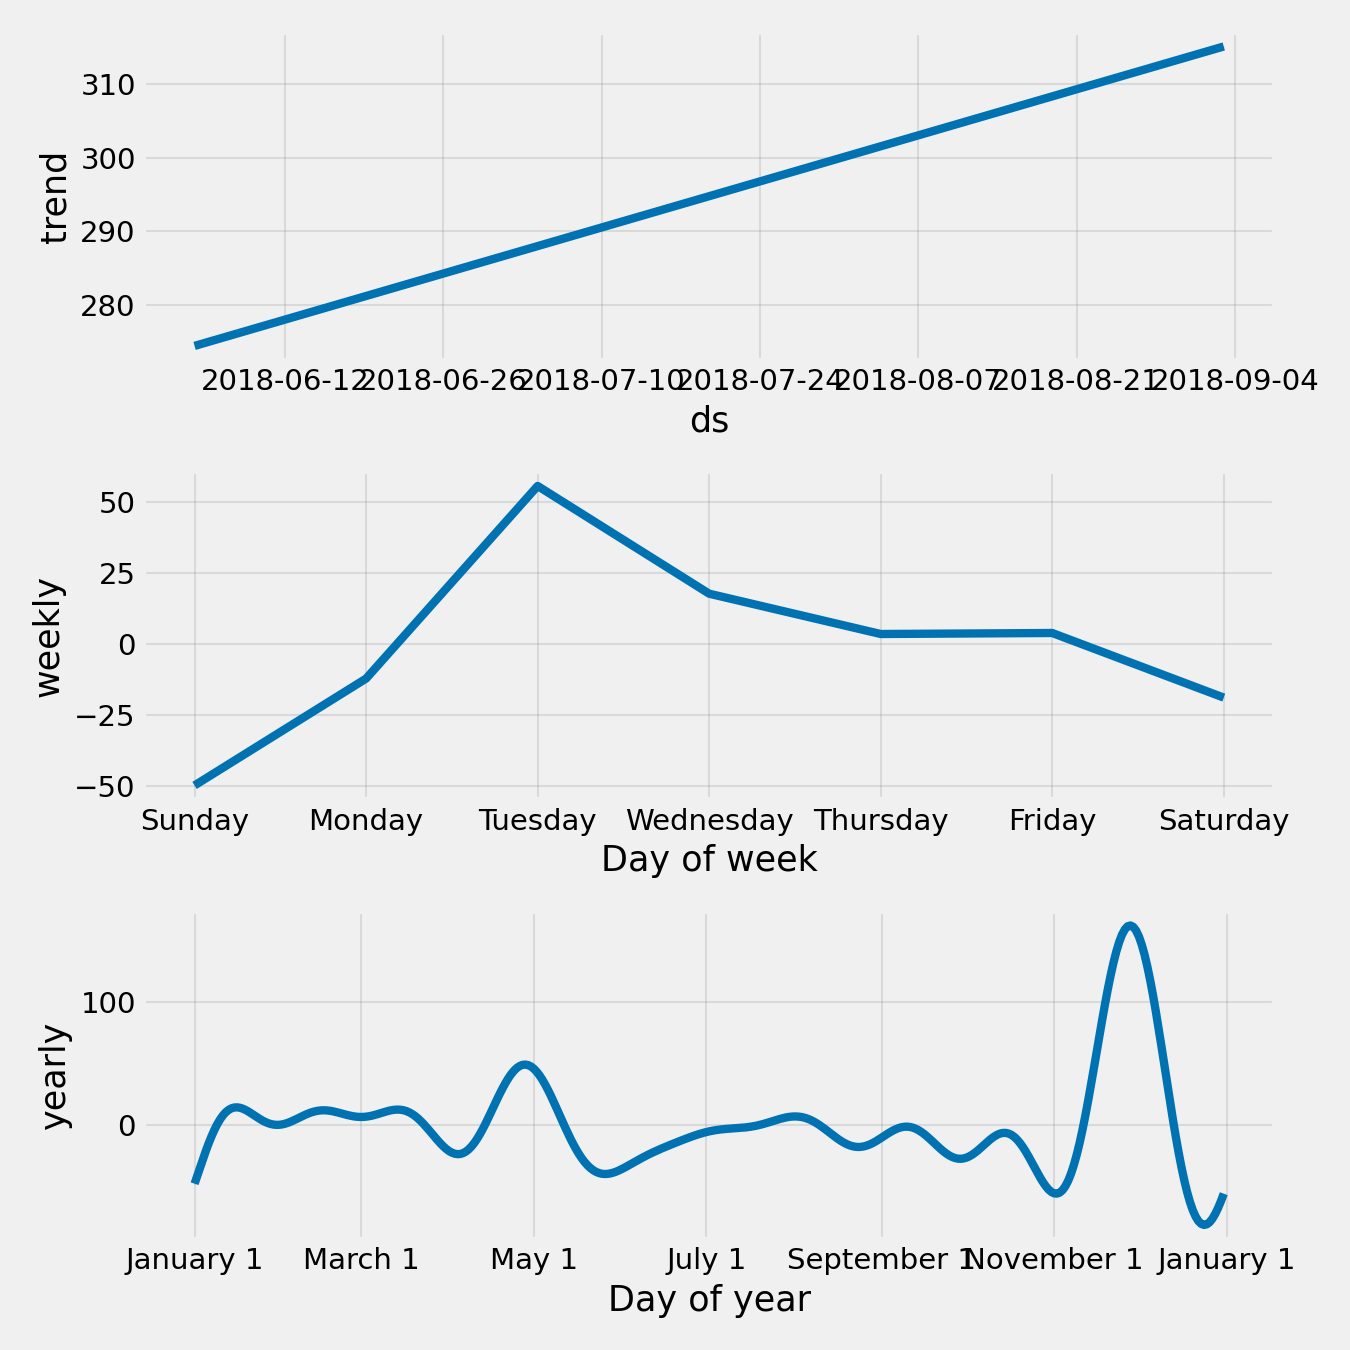 trend
310
300
290
280
2018-06-12 2018-06-26 2018-07-10 2018-07-24 2018-08-07 2018-08-21 2018-09-04
ds
weekly
50
25
0
−25
−50
Sunday Monday Tuesday Wednesday Thursday Friday Saturday
Day of week
yearly
100
0
January 1 March 1 May 1 July 1 September 1 November 1 January 1
Day of year